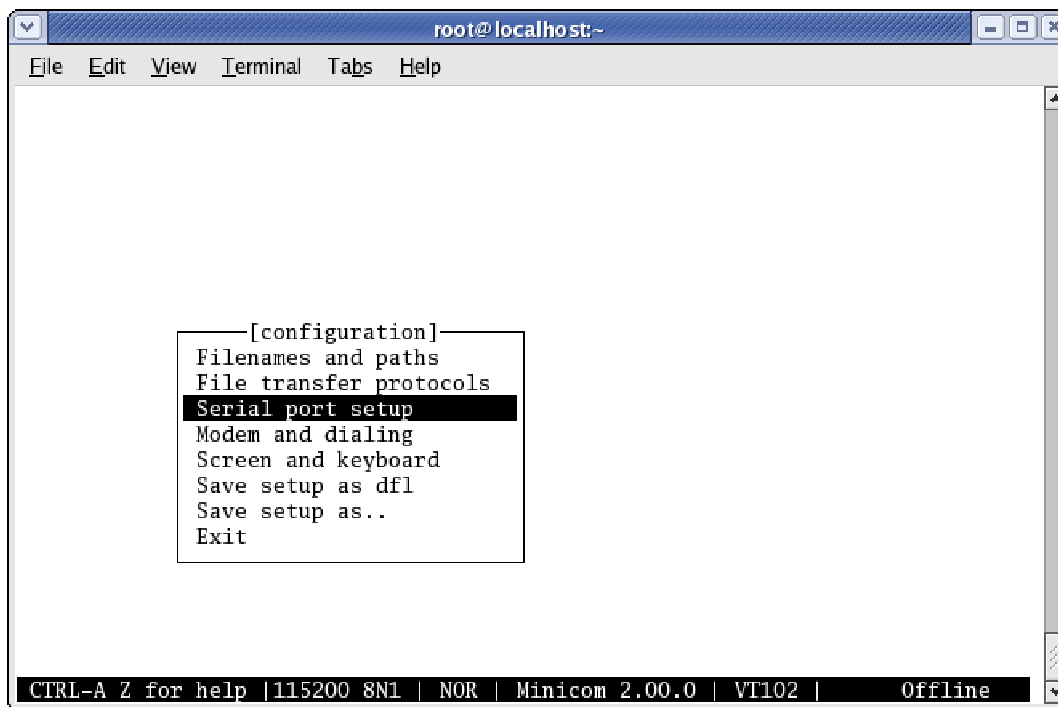 root@localhost:~
File Edit View Terminal Tabs Help
[configuration]
Filenames and paths
File transfer protocols
Serial port setup
Modem and dialing
Screen and keyboard
Save setup as dfl
Save setup as..
Exit
CTRL-A Z for help |115200 8N1 | NOR | Minicom 2.00.0 | VT102 | Offline